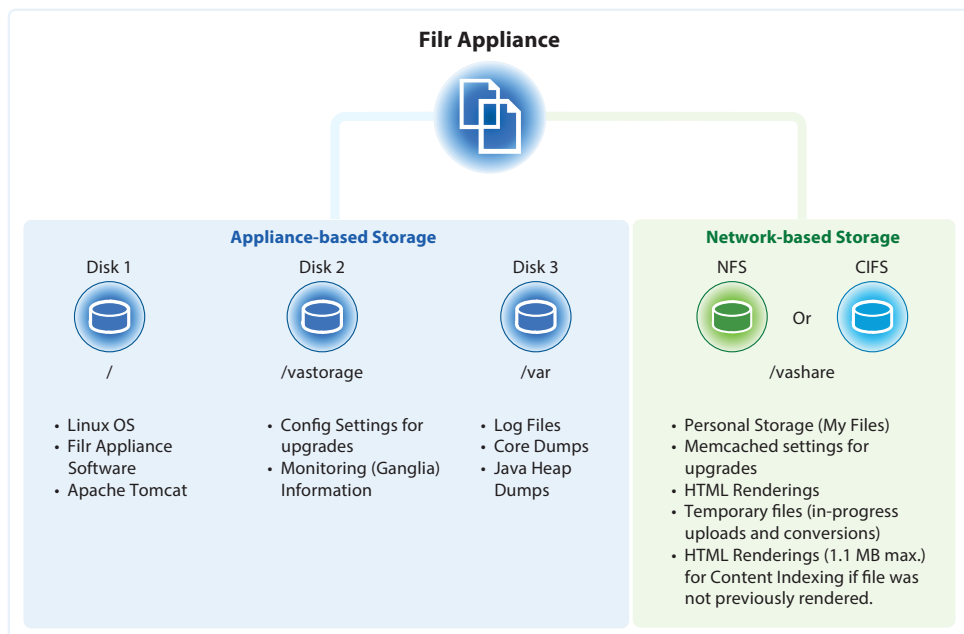 Filr Appliance
Appliance-based Storage
Disk 1
Disk 2
Disk 3
/
/vastorage
/var
• Linux OS
• Filr Appliance
Software
• Apache Tomcat
• Config Settings for
upgrades
• Monitoring (Ganglia)
Information
• Log Files
• Core Dumps
• Java Heap
Dumps
Network-based Storage
NFS
Or
CIFS
/vashare
• Personal Storage (My Files)
• Memcached settings for
upgrades
• HTML Renderings
• Temporary files (in-progress
uploads and conversions)
• HTML Renderings (1.1 MB max.)
for Content Indexing if file was
not previously rendered.